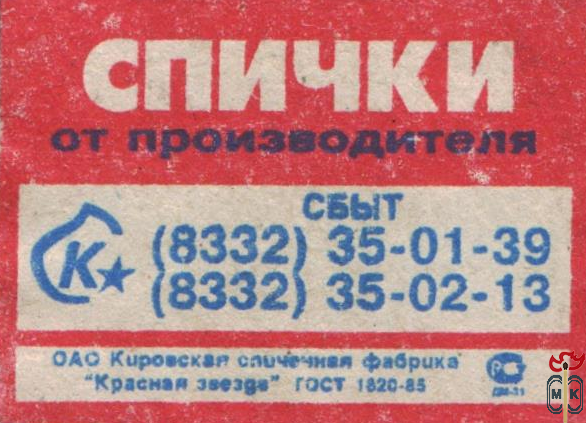 СПИЧКИ
от производителя
СБЫТ
К
(8332) 35-01-39
(8332) 35-02-13
ОАО Кировская спичечная фабрика
"Красная звезда" ГОСТ 1820-85
МК